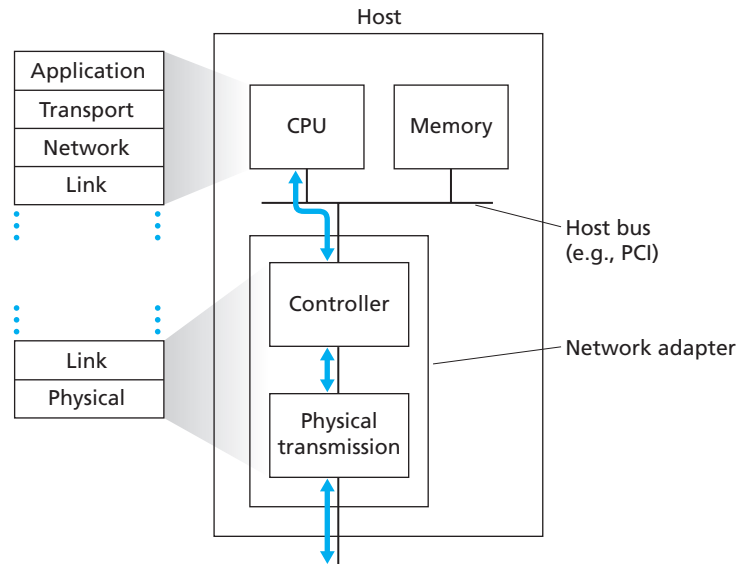 Host
Application
Transport
Network
Link
CPU
Memory
Host bus
(e.g., PCI)
Controller
Network adapter
Link
Physical
Physical
transmission